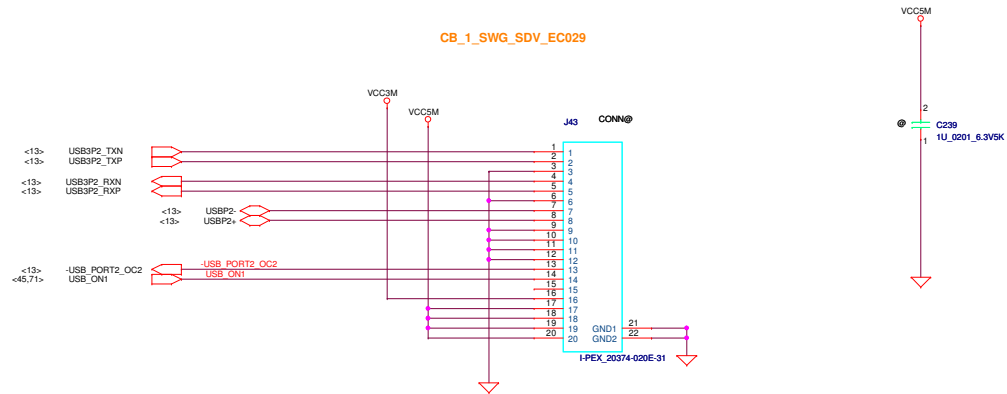 VCC5M
CB_1_SWG_SDV_EC029
VCC3M
VCC5M
J43 CONN@
2
@ C239
1U_0201_6.3V5K
1
<13> USB3P2_TXN 1 1
<13> USB3P2_TXP 2 2
3 3
<13> USB3P2_RXN 4 4
<13> USB3P2_RXP 5 5
6 6
<13> USBP2- 7 7
<13> USBP2+ 8 8
9 9
10 10
11 11
12 12
<13> -USB_PORT2_OC2 -USB_PORT2_OC2 13 13
<45,71> USB_ON1 USB_ON1 14 14
15 15
16 16
17 17
18 18
19 19 GND1 21
20 20 GND2 22
I-PEX_20374-020E-31